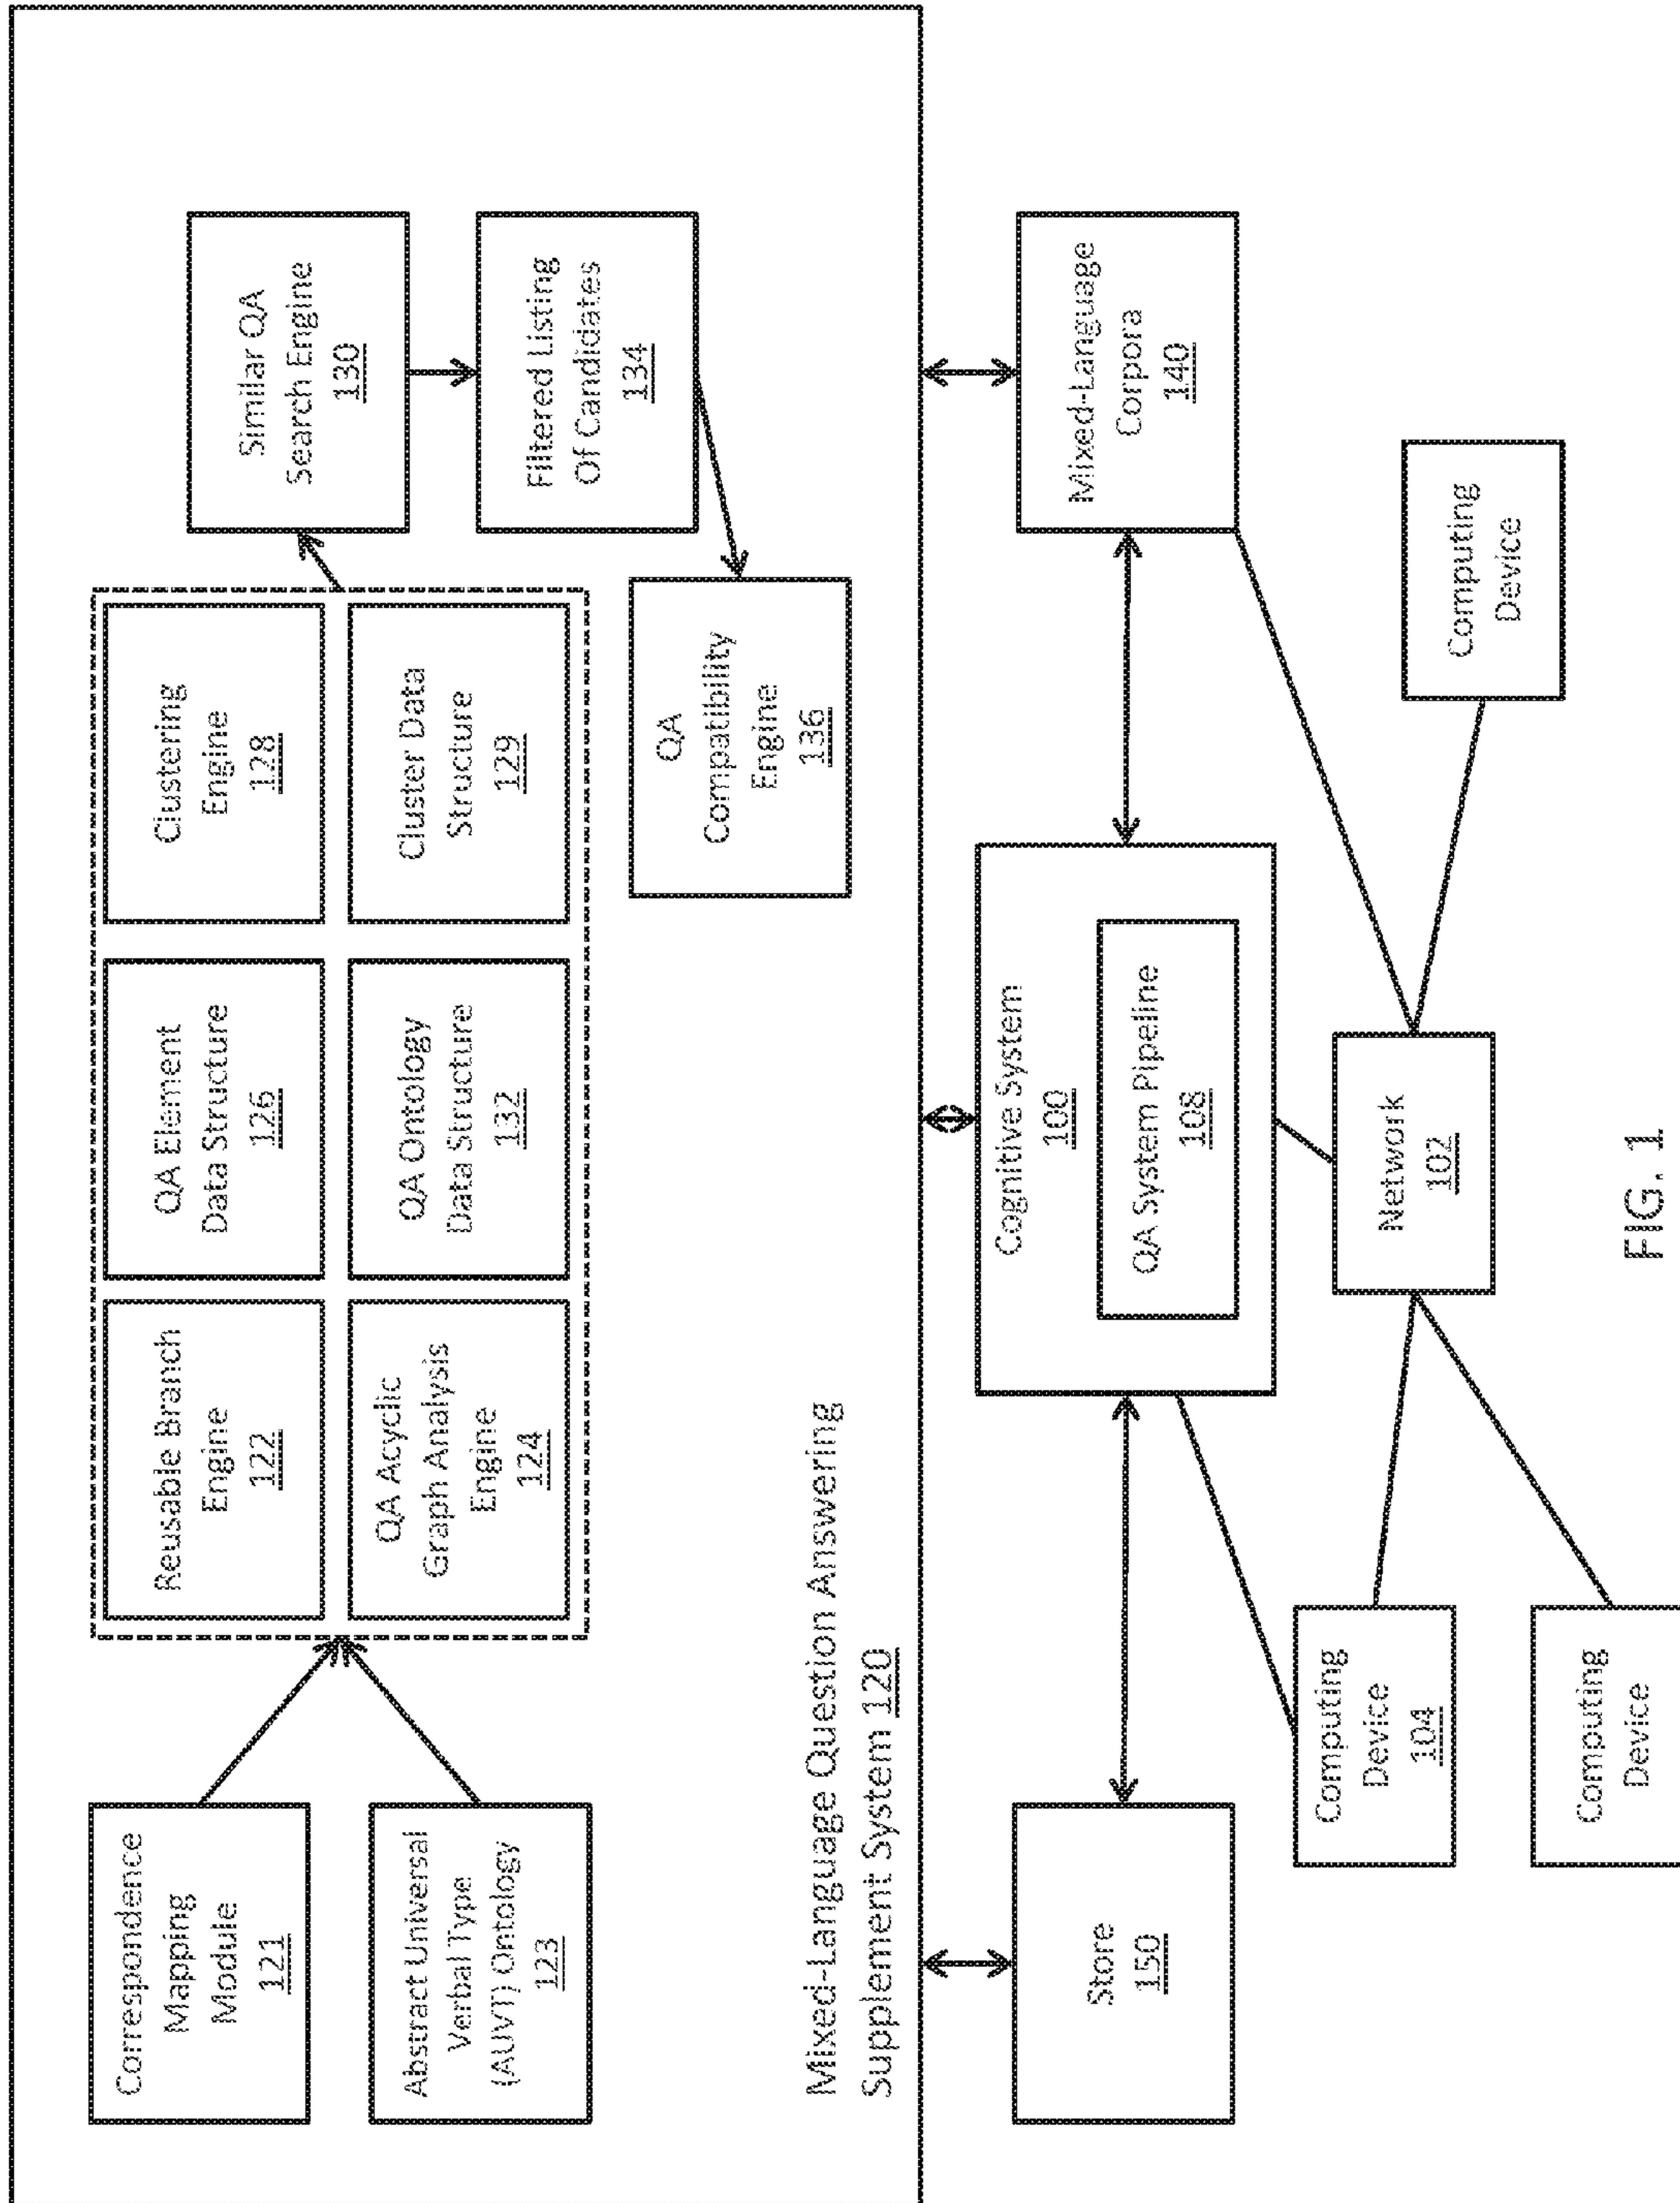 Correspondence
Mapping
Module
121
Abstract Universal
Verbal Type
(AUVT) Ontology
123
Reusable Branch
Engine
122
QA Element
Data Structure
126
Clustering
Engine
128
QA Acyclic
Graph Analysis
Engine
124
QA Ontology
Data Structure
132
Cluster Data
Structure
129
Similar QA
Search Engine
130
Filtered Listing
Of Candidates
134
QA
Compatibility
Engine
136
Mixed-Language Question Answering
Supplement System 120
Store
150
Cognitive System
100
QA System Pipeline
108
Mixed-Language
Corpora
140
Computing
Device
104
Network
102
Computing
Device
Computing
Device
FIG. 1